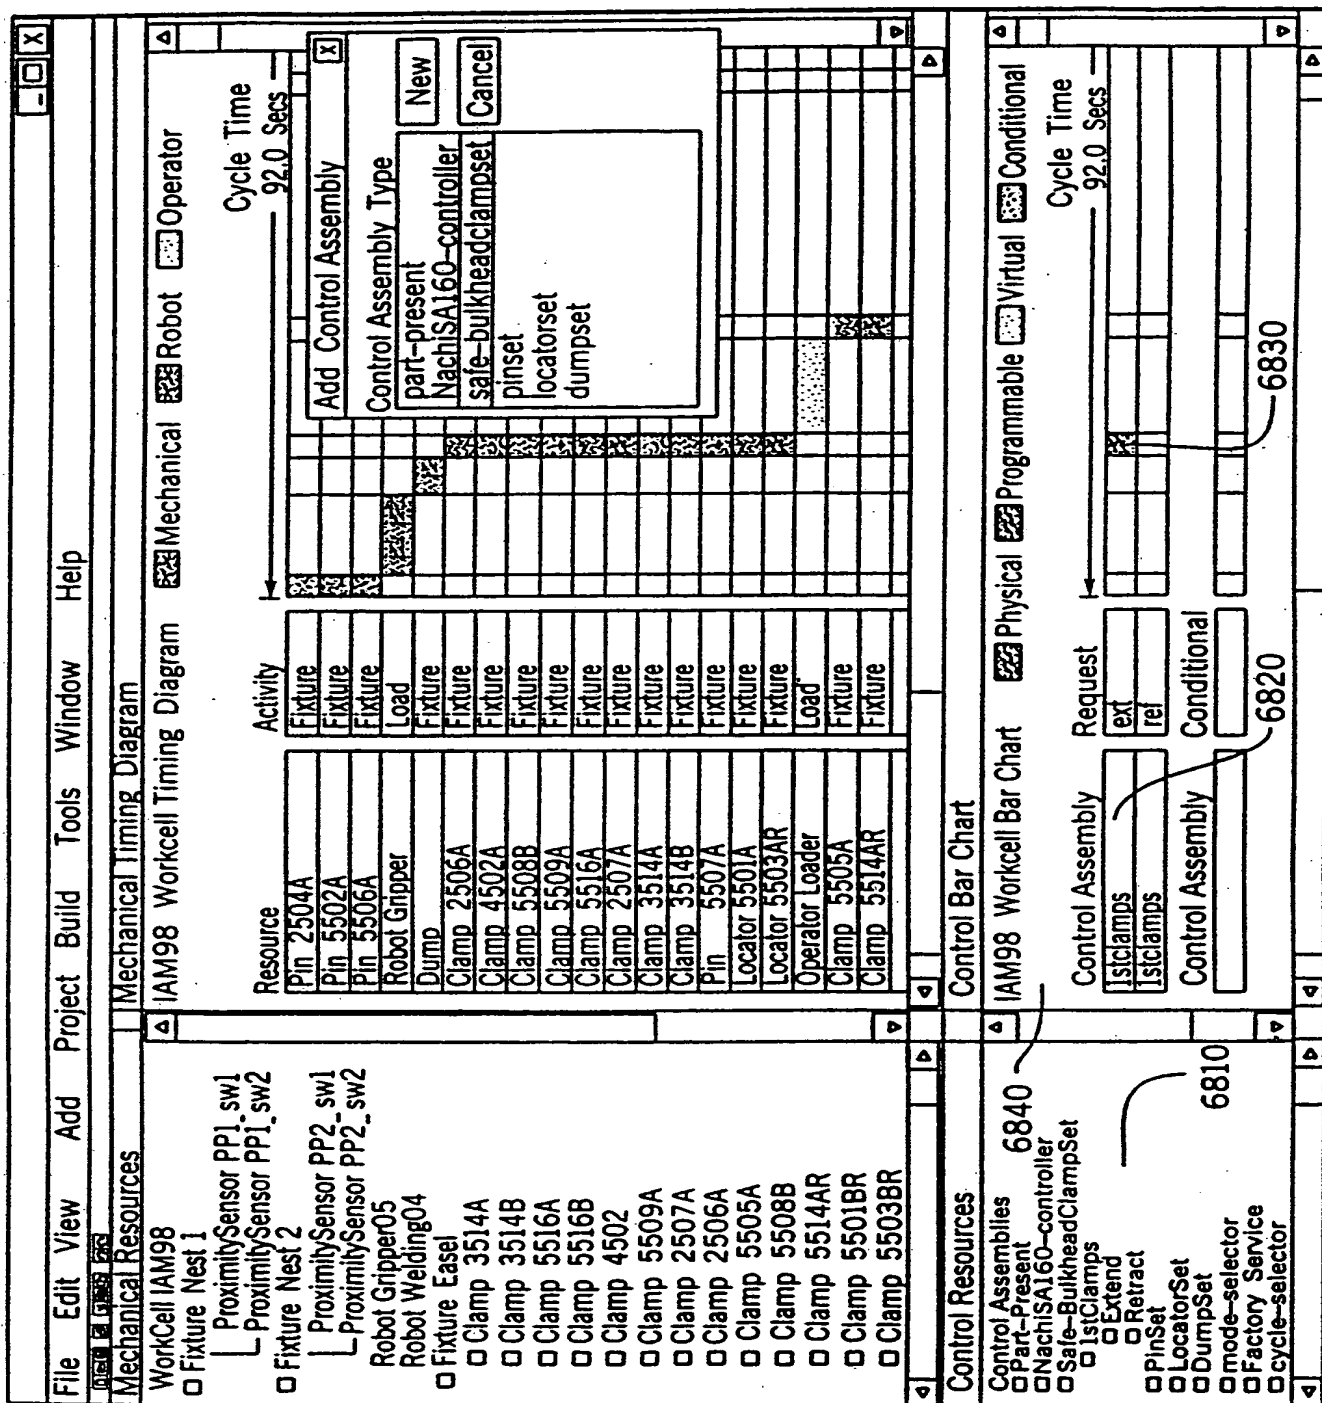 File Edit View Add Project Build Tools Window Help
Mechanical Resources
WorkCell IAM98
Fixture Nest 1
ProximitySensor PP1_sw1
ProximitySensor PP1_sw2
Fixture Nest 2
ProximitySensor PP2_sw1
ProximitySensor PP2_sw2
Robot Gripper05
Robot Welding04
Fixture Easel
Clamp 3514A
Clamp 3514B
Clamp 5516A
Clamp 5516B
Clamp 4502
Clamp 5509A
Clamp 2507A
Clamp 2506A
Clamp 5505A
Clamp 5508B
Clamp 5514AR
Clamp 5501BR
Clamp 5503BR
Mechanical Timing Diagram
IAM98 Workcell Timing Diagram Mechanical Robot Operator
Cycle Time
92.0 Secs
Resource Activity
Pin 2504A Fixture
Pin 5502A Fixture
Pin 5506A Fixture
Robot Gripper Load
Dump Fixture
Clamp 2506A Fixture
Clamp 4502A Fixture
Clamp 5508B Fixture
Clamp 5509A Fixture
Clamp 5516A Fixture
Clamp 2507A Fixture
Clamp 3514A Fixture
Clamp 3514B Fixture
Pin 5507A Fixture
Locator 5501A Fixture
Locator 5503AR Fixture
Operator Loader Load
Clamp 5505A Fixture
Clamp 5514AR Fixture
Add Control Assembly X
Control Assembly Type
part-present
NachiSA160-controller
safe-bulkheadclampset
pinset
locatorset
dumpset
New
Cancel
Control Resources
Control Assemblies
Part-Present
NachiSA160-controller
Safe-BulkheadClampSet
1stClamps
Extend
Retract
PinSet
LocatorSet
DumpSet
mode-selector
Factory Service
cycle-selector
6840
6810
Control Bar Chart
IAM98 Workcell Bar Chart Physical Programmable Virtual Conditional
Cycle Time
92.0 Secs
Control Assembly Request
1stclamps ext
1stclamps ref
Control Assembly Conditional
6820
6830